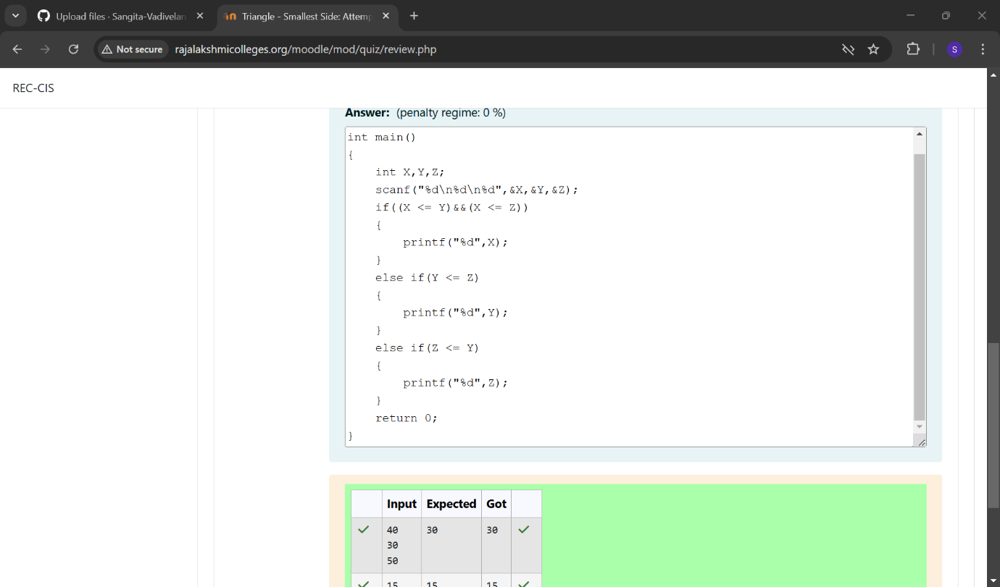 Upload files · Sangita-Vadivelan
Triangle - Smallest Side: Attemp
Not secure
rajalakshmicolleges.org/moodle/mod/quiz/review.php
S
REC-CIS
Answer: (penalty regime: 0 %)
int main()
{
    int X,Y,Z;
    scanf("%d\n%d\n%d",&X,&Y,&Z);
    if((X <= Y)&&(X <= Z))
    {
        printf("%d",X);
    }
    else if(Y <= Z)
    {
        printf("%d",Y);
    }
    else if(Z <= Y)
    {
        printf("%d",Z);
    }
    return 0;
}
Input Expected Got
40 30 30
30
50
15 15 15